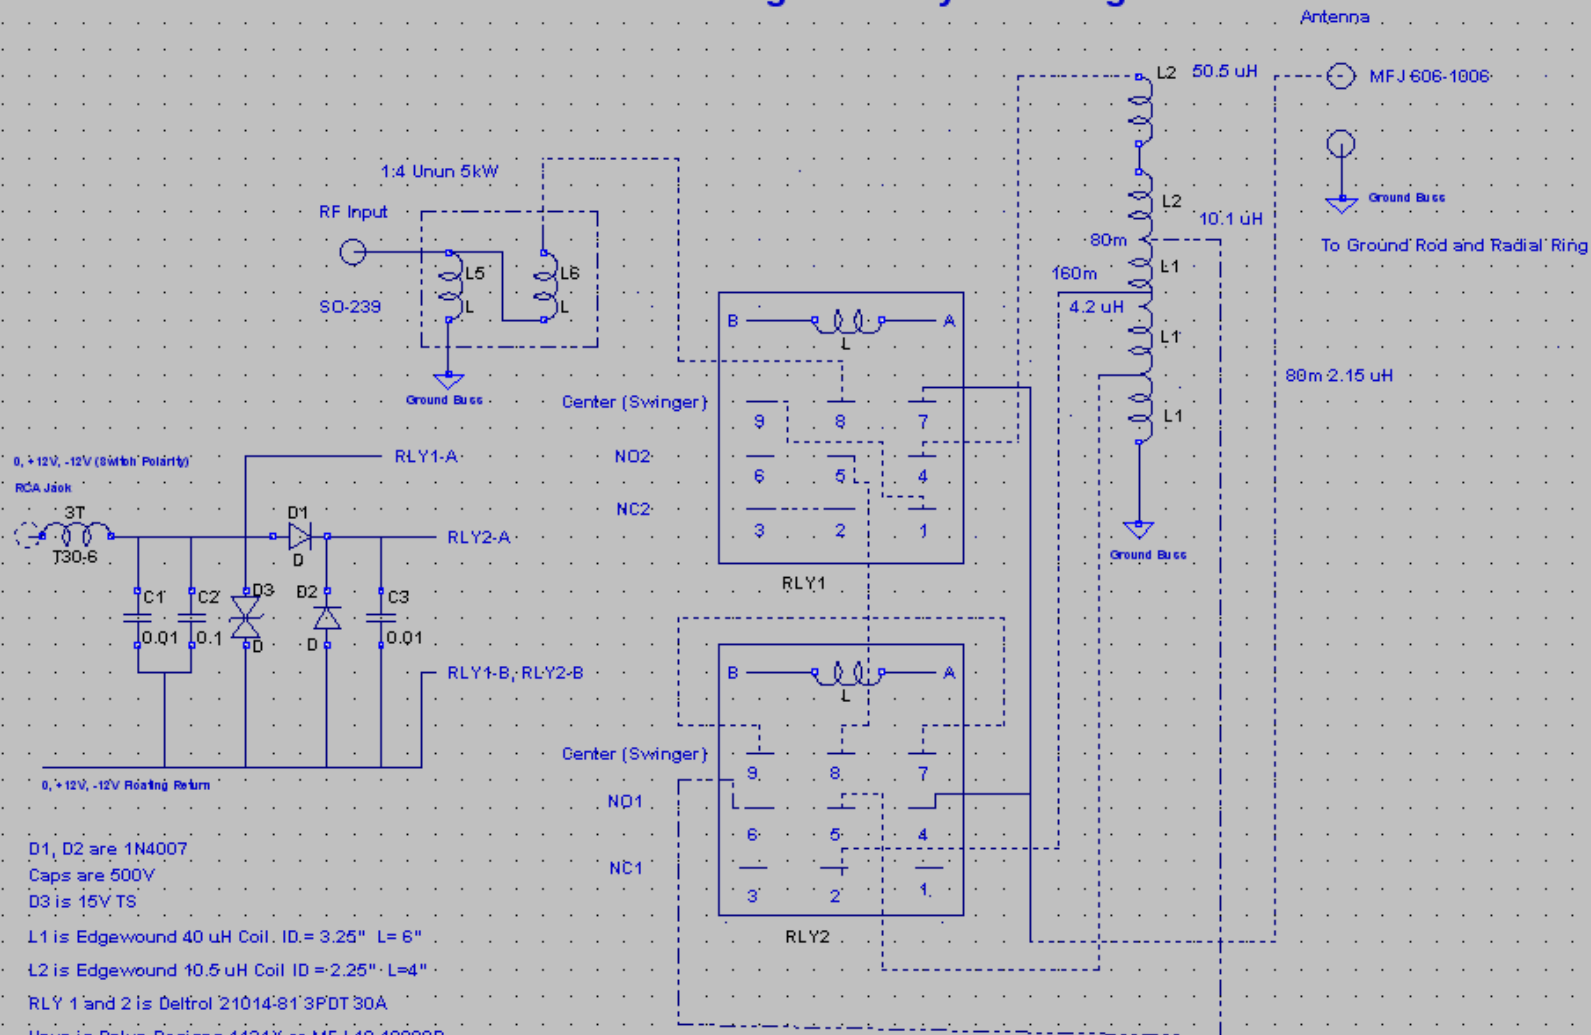 Antenna
L2 50.5 uH
MFJ 606-1006
1:4 Unun 5kW
L2
Ground Buss
RF Input
10.1 uH
80m
To Ground Rod and Radial Ring
L5 L6
L1
160m
SO-239
L L
4.2 uH
B A
L
L1
80m 2.15 uH
Ground Buss
Center (Swinger)
9 8 7
L1
0, +12V, -12V (Switch Polarity)
RLY1-A
NO2
6 5 4
RCA Jack
3T
D1
NC2
3 2 1
T30-6
D
RLY2-A
Ground Buss
RLY1
C1 C2 D3 D2 C3
0.01 0.1 D D 0.01
RLY1-B, RLY2-B
B A
L
Center (Swinger)
9 8 7
0, +12V, -12V Floating Return
NO1
6 5 4
D1, D2 are 1N4007
NC1
Caps are 500V
3 2 1
D3 is 15V TS
L1 is Edgewound 40 uH Coil. ID = 3.25" L= 6"
RLY2
L2 is Edgewound 10.5 uH Coil ID = 2.25" L=4"
RLY 1 and 2 is Deltrol 21014-81 3PDT 30A